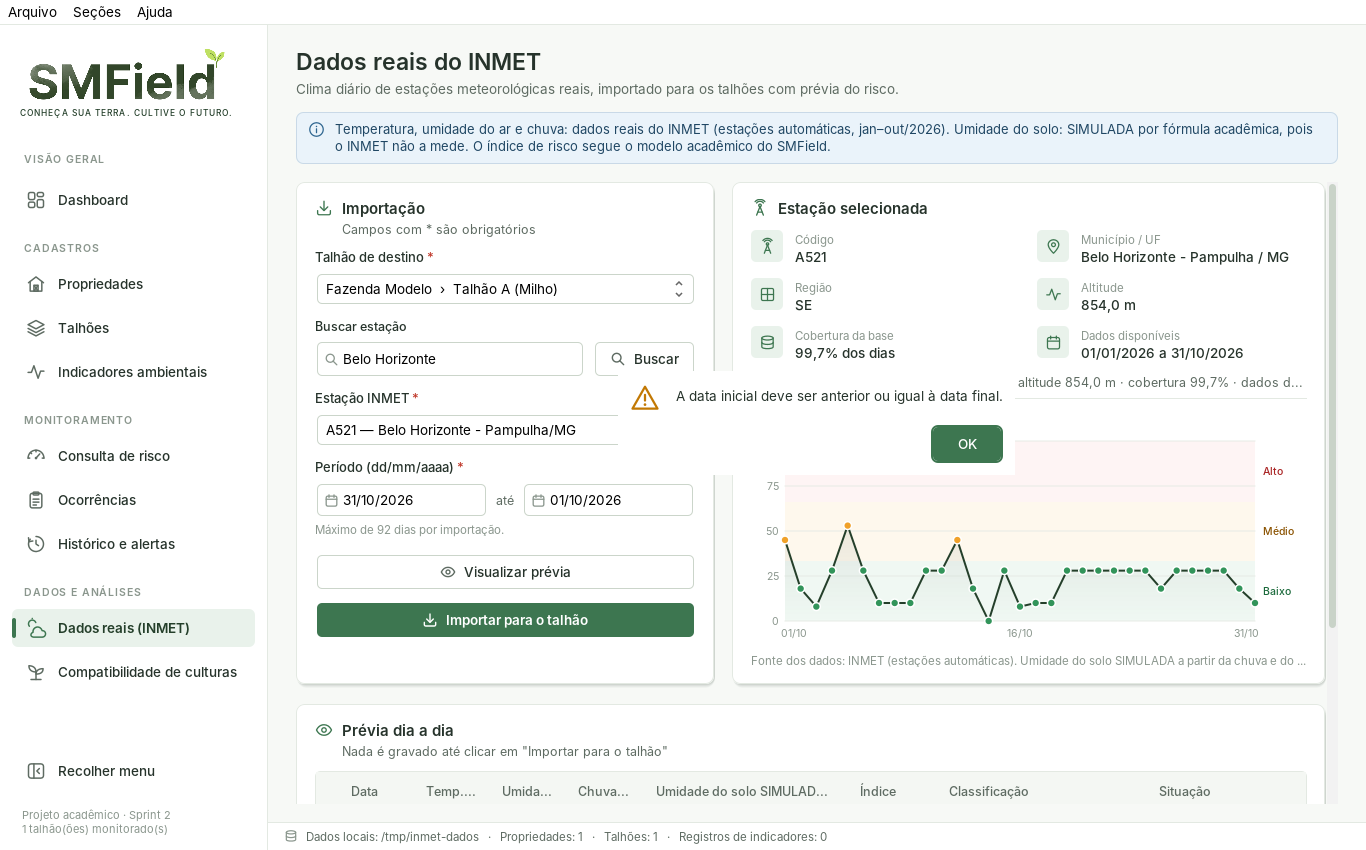 Arquivo Seções Ajuda
SMField
CONHEÇA SUA TERRA. CULTIVE O FUTURO.
VISÃO GERAL
Dashboard
CADASTROS
Propriedades
Talhões
Indicadores ambientais
MONITORAMENTO
Consulta de risco
Ocorrências
Histórico e alertas
DADOS E ANÁLISES
Dados reais (INMET)
Compatibilidade de culturas
Recolher menu
Projeto acadêmico · Sprint 2
1 talhão(ões) monitorado(s)
Dados reais do INMET
Clima diário de estações meteorológicas reais, importado para os talhões com prévia do risco.
Temperatura, umidade do ar e chuva: dados reais do INMET (estações automáticas, jan–out/2026). Umidade do solo: SIMULADA por fórmula acadêmica, pois
o INMET não a mede. O índice de risco segue o modelo acadêmico do SMField.
Importação
Campos com * são obrigatórios
Talhão de destino *
Fazenda Modelo › Talhão A (Milho)
Buscar estação
Belo Horizonte
Buscar
Estação INMET *
A521 — Belo Horizonte - Pampulha/MG
Período (dd/mm/aaaa) *
31/10/2026 até 01/10/2026
Máximo de 92 dias por importação.
Visualizar prévia
Importar para o talhão
Estação selecionada
Código
A521
Município / UF
Belo Horizonte - Pampulha / MG
Região
SE
Altitude
854,0 m
Cobertura da base
99,7% dos dias
Dados disponíveis
01/01/2026 a 31/10/2026
altitude 854,0 m · cobertura 99,7% · dados d...
A data inicial deve ser anterior ou igual à data final.
OK
Alto
75
50
Médio
25
Baixo
0
01/10 16/10 31/10
Fonte dos dados: INMET (estações automáticas). Umidade do solo SIMULADA a partir da chuva e do ...
Prévia dia a dia
Nada é gravado até clicar em "Importar para o talhão"
Data Temp.... Umida... Chuva... Umidade do solo SIMULAD... Índice Classificação Situação
Dados locais: /tmp/inmet-dados · Propriedades: 1 · Talhões: 1 · Registros de indicadores: 0